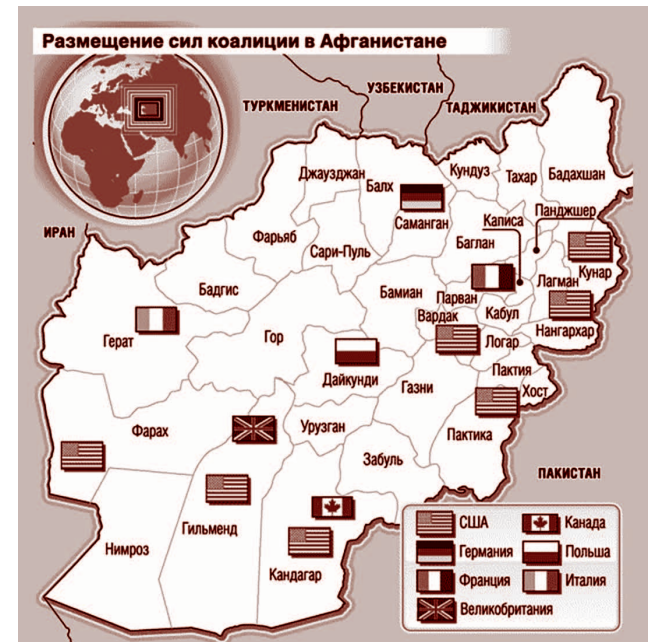 Размещение сил коалиции в Афганистане
УЗБЕКИСТАН
ТУРКМЕНИСТАН
ТАДЖИКИСТАН
ИРАН
ПАКИСТАН
Джаузджан
Балх
Кундуз
Тахар
Бадахшан
Саманган
Каписа
Панджшер
Фарьяб
Сари-Пуль
Баглан
Кунар
Бадгис
Бамиан
Парван
Лагман
Вардак
Кабул
Нангархар
Герат
Гор
Логар
Дайкунди
Газни
Пактия
Хост
Фарах
Урузган
Пактика
Забуль
Гильменд
Нимроз
Кандагар
США
Канада
Германия
Польша
Франция
Италия
Великобритания